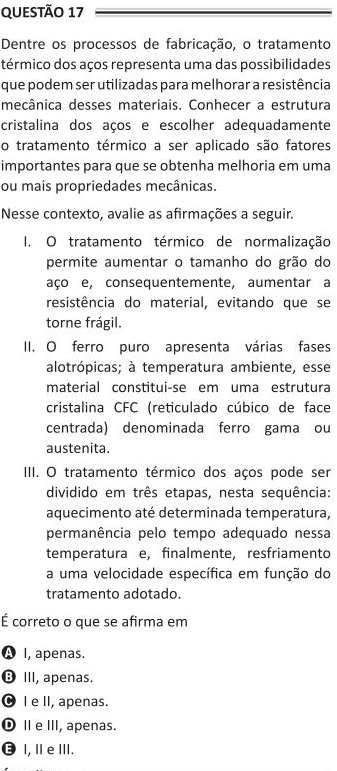 QUESTÃO 17
Dentre os processos de fabricação, o tratamento
térmico dos aços representa uma das possibilidades
que podem ser utilizadas para melhorar a resistência
mecânica desses materiais. Conhecer a estrutura
cristalina dos aços e escolher adequadamente
o tratamento térmico a ser aplicado são fatores
importantes para que se obtenha melhoria em uma
ou mais propriedades mecânicas.
Nesse contexto, avalie as afirmações a seguir.
I. O tratamento térmico de normalização
permite aumentar o tamanho do grão do
aço e, consequentemente, aumentar a
resistência do material, evitando que se
torne frágil.
II. O ferro puro apresenta várias fases
alotrópicas; à temperatura ambiente, esse
material constitui-se em uma estrutura
cristalina CFC (reticulado cúbico de face
centrada) denominada ferro gama ou
austenita.
III. O tratamento térmico dos aços pode ser
dividido em três etapas, nesta sequência:
aquecimento até determinada temperatura,
permanência pelo tempo adequado nessa
temperatura e, finalmente, resfriamento
a uma velocidade específica em função do
tratamento adotado.
É correto o que se afirma em
A I, apenas.
B III, apenas.
C I e II, apenas.
D II e III, apenas.
E I, II e III.